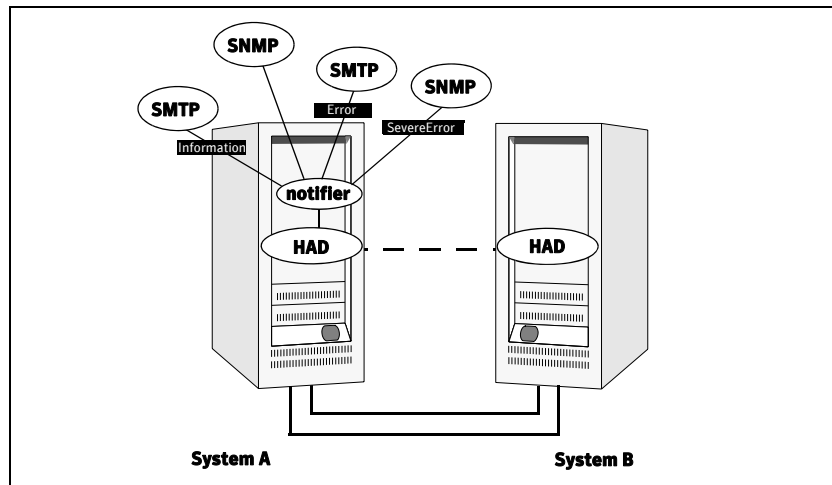 SNMP
SMTP
SNMP
SMTP
Error
SevereError
Information
notifier
HAD
HAD
System A
System B